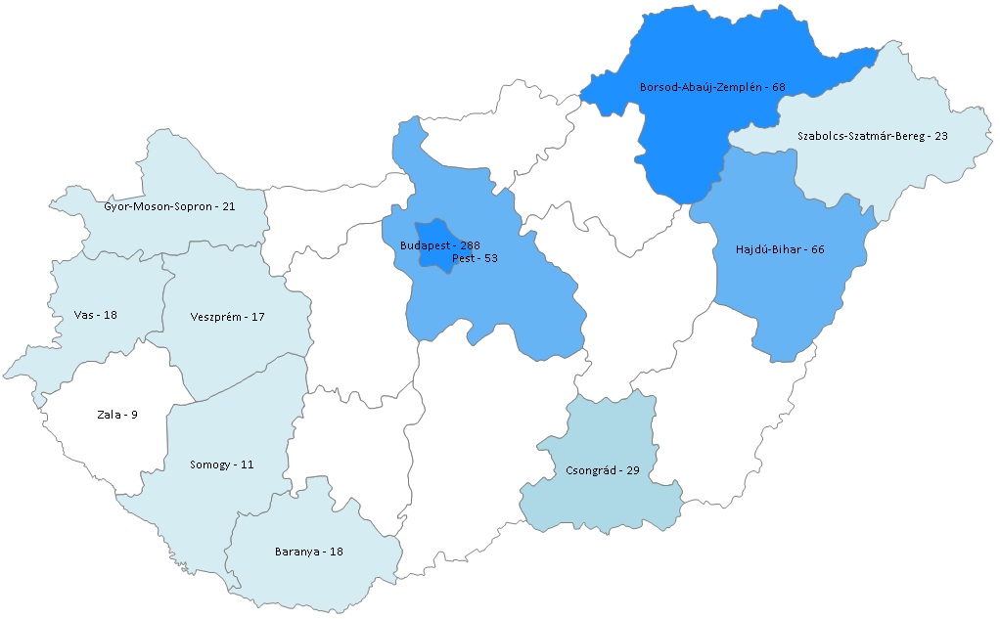 Borsod-Abaúj-Zemplén - 68
Szabolcs-Szatmár-Bereg - 23
Gyor-Moson-Sopron - 21
Budapest - 288
Pest - 53
Hajdú-Bihar - 66
Vas - 18
Veszprém - 17
Zala - 9
Somogy - 11
Csongrád - 29
Baranya - 18